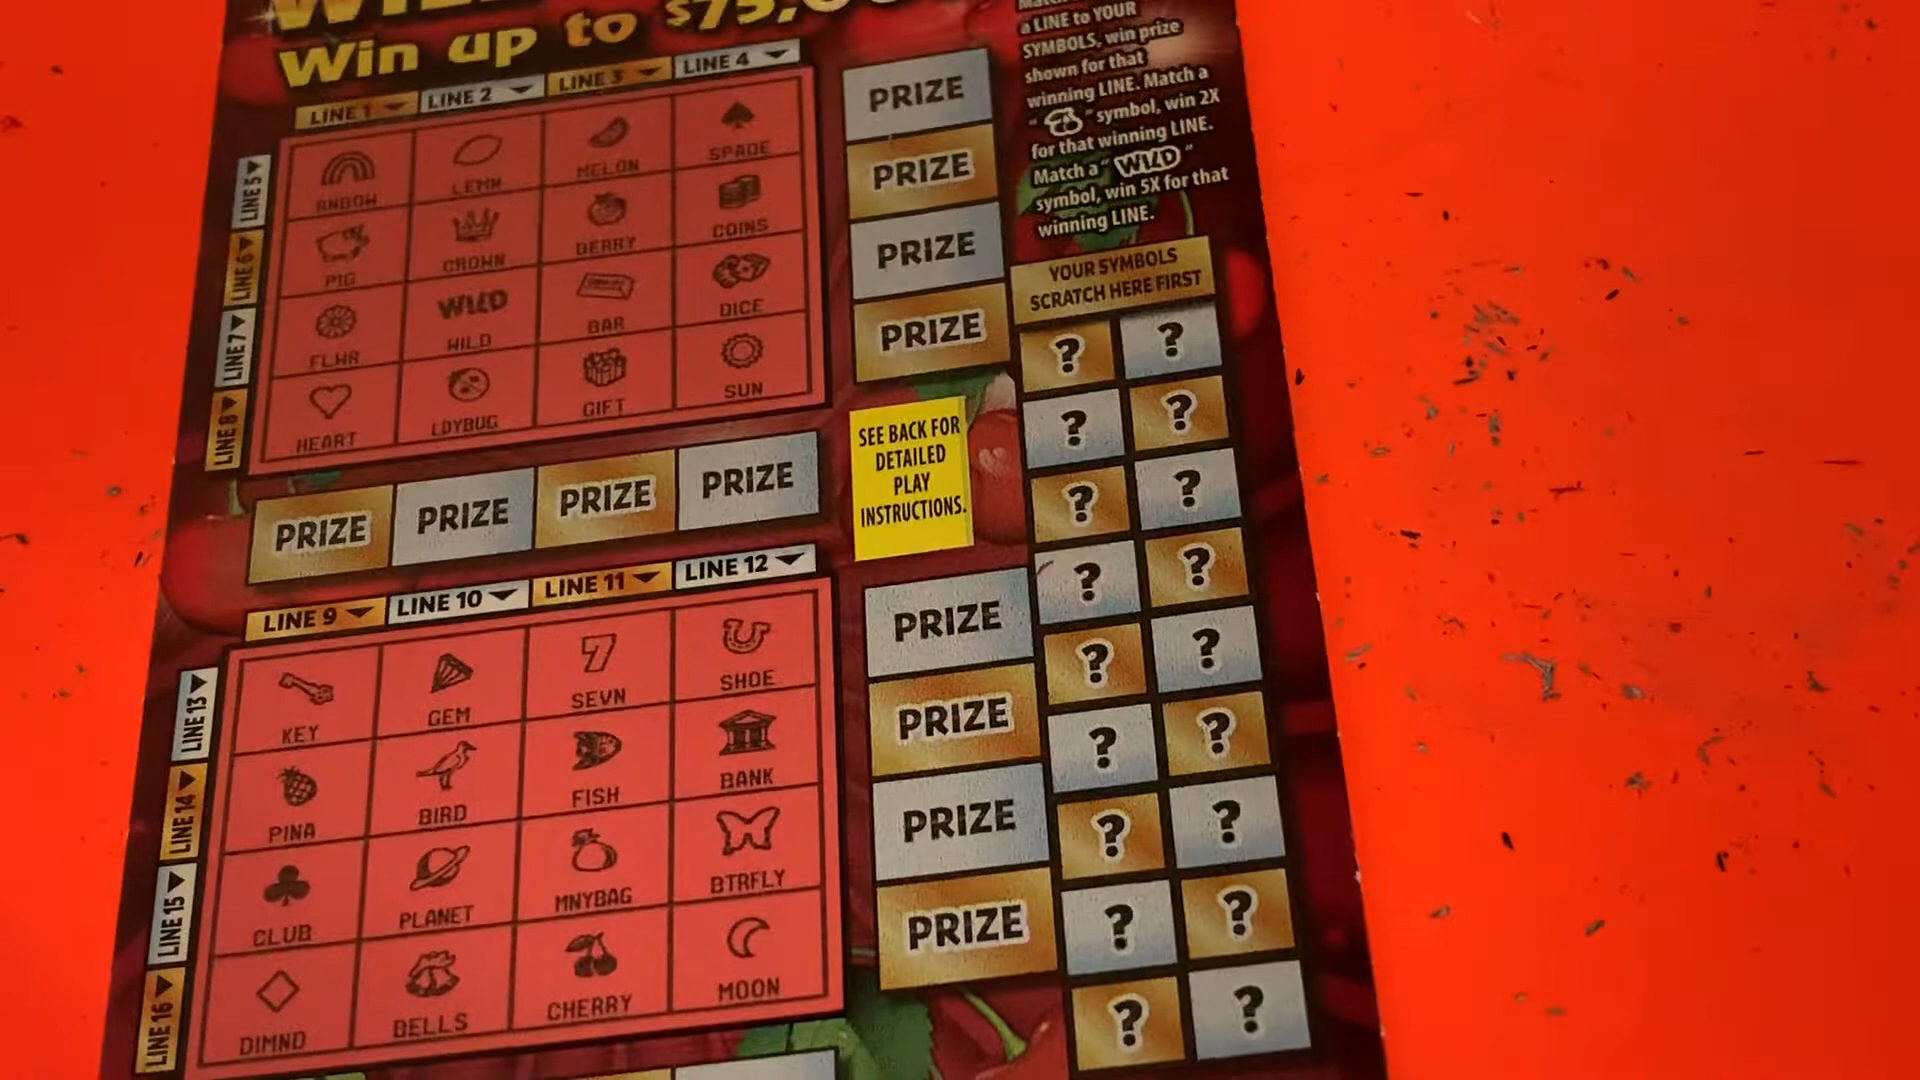 Win up to $75,0
LINE 1 LINE 2 LINE 3 LINE 4
LINE 5
LINE 6
LINE 7
LINE 8
ANBOW LEMN MELON SPADE
PIG CROWN BERRY COINS
FLWR WILD WILD BAR DICE
HEART LDYBUG GIFT SUN
PRIZE
PRIZE
PRIZE
PRIZE
PRIZE PRIZE PRIZE PRIZE
a LINE to YOUR
SYMBOLS, win prize
shown for that
winning LINE. Match a
" " symbol, win 2X
for that winning LINE.
Match a "WILD"
symbol, win 5X for that
winning LINE.
SEE BACK FOR
DETAILED
PLAY
INSTRUCTIONS.
YOUR SYMBOLS
SCRATCH HERE FIRST
? ?
? ?
? ?
? ?
? ?
? ?
? ?
? ?
? ?
LINE 9 LINE 10 LINE 11 LINE 12
LINE 13
LINE 14
LINE 15
LINE 16
KEY GEM 7 SEVN SHOE
PINA BIRD FISH BANK
CLUB PLANET MNYBAG BTRFLY
DIMND BELLS CHERRY MOON
PRIZE
PRIZE
PRIZE
PRIZE